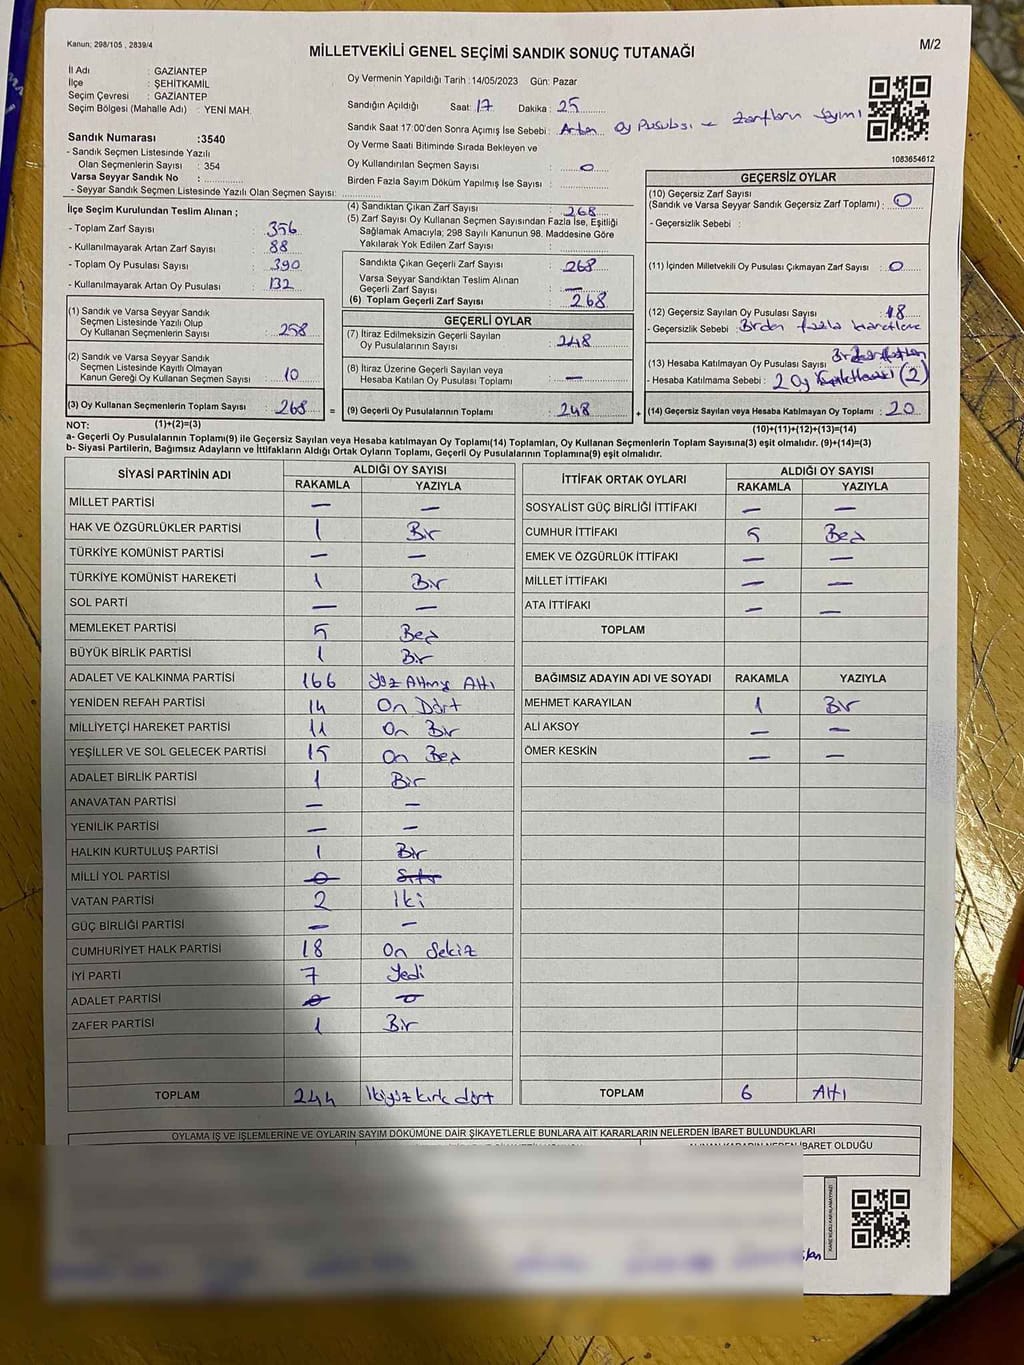 Kanun; 298/105 , 2839/4
M/2
MİLLETVEKİLİ GENEL SEÇİMİ SANDIK SONUÇ TUTANAĞI
İl Adı : GAZİANTEP
İlçe : ŞEHİTKAMİL
Seçim Çevresi : GAZİANTEP
Seçim Bölgesi (Mahalle Adı) : YENİ MAH.
Sandık Numarası :3540
- Sandık Seçmen Listesinde Yazılı
Olan Seçmenlerin Sayısı : 354
Varsa Seyyar Sandık No :
- Seyyar Sandık Seçmen Listesinde Yazılı Olan Seçmen Sayısı:
Oy Vermenin Yapıldığı Tarih :14/05/2023 Gün: Pazar
Sandığın Açıldığı Saat: 17 Dakika : 25
Sandık Saat 17:00'den Sonra Açımış İse Sebebi : Artan Oy Pusulası ve zarfların sayımı
Oy Verme Saati Bitiminde Sırada Bekleyen ve
Oy Kullandırılan Seçmen Sayısı : 0
Birden Fazla Sayım Döküm Yapılmış İse Sayısı :
1083654612
İlçe Seçim Kurulundan Teslim Alınan ;
- Toplam Zarf Sayısı : 356
- Kullanılmayarak Artan Zarf Sayısı : 88
- Toplam Oy Pusulası Sayısı : 390
- Kullanılmayarak Artan Oy Pusulası : 132
(1) Sandık ve Varsa Seyyar Sandık
Seçmen Listesinde Yazılı Olup
Oy Kullanan Seçmenlerin Sayısı : 258
(2) Sandık ve Varsa Seyyar Sandık
Seçmen Listesinde Kayıtlı Olmayan
Kanun Gereği Oy Kullanan Seçmen Sayısı : 10
(3) Oy Kullanan Seçmenlerin Toplam Sayısı : 268 =
(4) Sandıktan Çıkan Zarf Sayısı : 268
(5) Zarf Sayısı Oy Kullanan Seçmen Sayısından Fazla İse, Eşitliği
Sağlamak Amacıyla; 298 Sayılı Kanunun 98. Maddesine Göre
Yakılarak Yok Edilen Zarf Sayısı :
Sandıkta Çıkan Geçerli Zarf Sayısı : 268
Varsa Seyyar Sandıktan Teslim Alınan
Geçerli Zarf Sayısı : —
(6) Toplam Geçerli Zarf Sayısı : 268
GEÇERLİ OYLAR
(7) İtiraz Edilmeksizin Geçerli Sayılan
Oy Pusulalarının Sayısı : 248
(8) İtiraz Üzerine Geçerli Sayılan veya
Hesaba Katılan Oy Pusulası Toplamı : —
(9) Geçerli Oy Pusulalarının Toplamı : 248 +
GEÇERSİZ OYLAR
(10) Geçersiz Zarf Sayısı
(Sandık ve Varsa Seyyar Sandık Geçersiz Zarf Toplamı) : 0
- Geçersizlik Sebebi :
(11) İçinden Milletvekili Oy Pusulası Çıkmayan Zarf Sayısı : 0
(12) Geçersiz Sayılan Oy Pusulası Sayısı : 18
- Geçersizlik Sebebi : Birden fazla
(13) Hesaba Katılmayan Oy Pusulası Sayısı
- Hesaba Katılmama Sebebi : 2 Oy (2)
(14) Geçersiz Sayılan veya Hesaba Katılmayan Oy Toplamı : 20
NOT: (1)+(2)=(3)
(10)+(11)+(12)+(13)=(14)
a- Geçerli Oy Pusulalarının Toplamı(9) ile Geçersiz Sayılan veya Hesaba katılmayan Oy Toplamı(14) Toplamları, Oy Kullanan Seçmenlerin Toplam Sayısına(3) eşit olmalıdır. (9)+(14)=(3)
b- Siyasi Partilerin, Bağımsız Adayların ve İttifakların Aldığı Ortak Oyların Toplamı, Geçerli Oy Pusulalarının Toplamına(9) eşit olmalıdır.
SİYASİ PARTİNİN ADI ALDIĞI OY SAYISI
RAKAMLA YAZIYLA
MİLLET PARTİSİ — —
HAK VE ÖZGÜRLÜKLER PARTİSİ 1 Bir
TÜRKİYE KOMÜNİST PARTİSİ — —
TÜRKİYE KOMÜNİST HAREKETİ 1 Bir
SOL PARTİ — —
MEMLEKET PARTİSİ 5 Beş
BÜYÜK BİRLİK PARTİSİ 1 Bir
ADALET VE KALKINMA PARTİSİ 166 Yüz Altmış Altı
YENİDEN REFAH PARTİSİ 14 On Dört
MİLLİYETÇİ HAREKET PARTİSİ 11 On Bir
YEŞİLLER VE SOL GELECEK PARTİSİ 15 On Beş
ADALET BİRLİK PARTİSİ 1 Bir
ANAVATAN PARTİSİ — —
YENİLİK PARTİSİ — —
HALKIN KURTULUŞ PARTİSİ 1 Bir
MİLLİ YOL PARTİSİ 0 Sıfır
VATAN PARTİSİ 2 İki
GÜÇ BİRLİĞİ PARTİSİ — —
CUMHURİYET HALK PARTİSİ 18 On Sekiz
İYİ PARTİ 7 Yedi
ADALET PARTİSİ 0 0
ZAFER PARTİSİ 1 Bir
TOPLAM 244 İkiyüz kırk dört
İTTİFAK ORTAK OYLARI ALDIĞI OY SAYISI
RAKAMLA YAZIYLA
SOSYALİST GÜÇ BİRLİĞİ İTTİFAKI — —
CUMHUR İTTİFAKI 5 Beş
EMEK VE ÖZGÜRLÜK İTTİFAKI — —
MİLLET İTTİFAKI — —
ATA İTTİFAKI — —
TOPLAM
BAĞIMSIZ ADAYIN ADI VE SOYADI RAKAMLA YAZIYLA
MEHMET KARAYILAN 1 Bir
ALİ AKSOY — —
ÖMER KESKİN — —
TOPLAM 6 Altı
OYLAMA İŞ VE İŞLEMLERİNE VE OYLARIN SAYIM DÖKÜMÜNE DAİR ŞİKAYETLERLE BUNLARA AİT KARARLARIN NELERDEN İBARET BULUNDUKLARI
ALINAN KARARIN NEDEN İBARET OLDUĞU